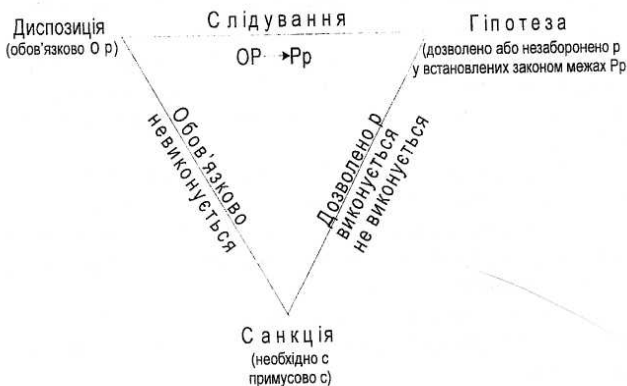 Диспозиція
(обов'язково О р)
Слідування
ОР → Рр
Гіпотеза
(дозволено або незаборонено р
у встановлених законом межах Рр
Обов'язково
невиконується
Дозволено р
виконується
не виконується
Санкція
(необхідно с
примусово с)